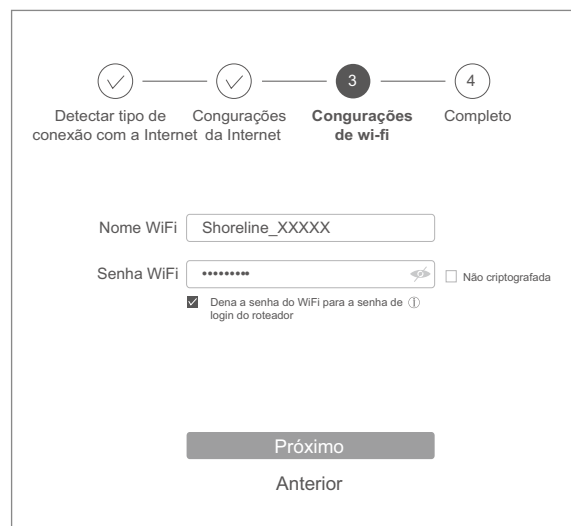 3
4
Detectar tipo de
conexão com a Internet
Congurações
da Internet
Congurações
de wi-fi
Completo
Nome WiFi
Shoreline_XXXXX
Senha WiFi
•••••••••
Não criptografada
Dena a senha do WiFi para a senha de
login do roteador
Próximo
Anterior